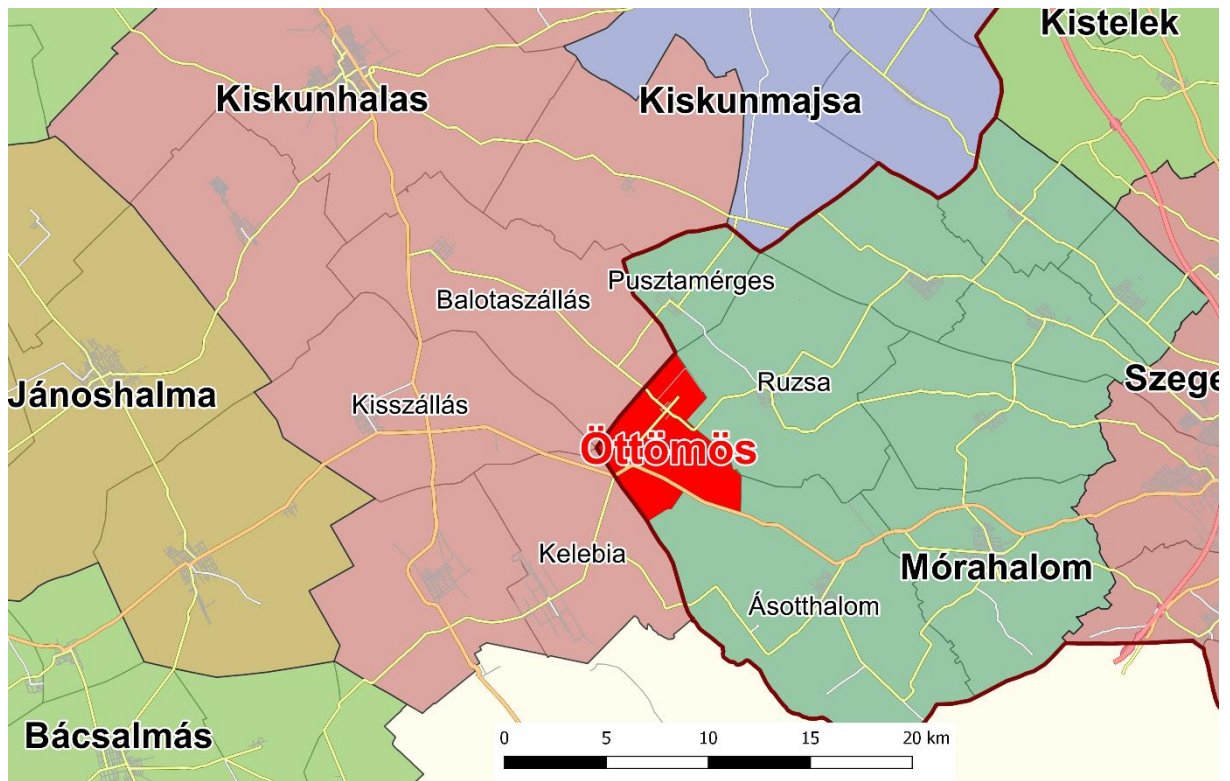 Kistelek
Kiskunhalas
Kiskunmajsa
Pusztamérges
Balotaszállás
Ruzsa
Jánoshalma
Szege
Kisszállás
Öttömös
Kelebia
Mórahalom
Ásotthalom
Bácsalmás
0 5 10 15 20 km